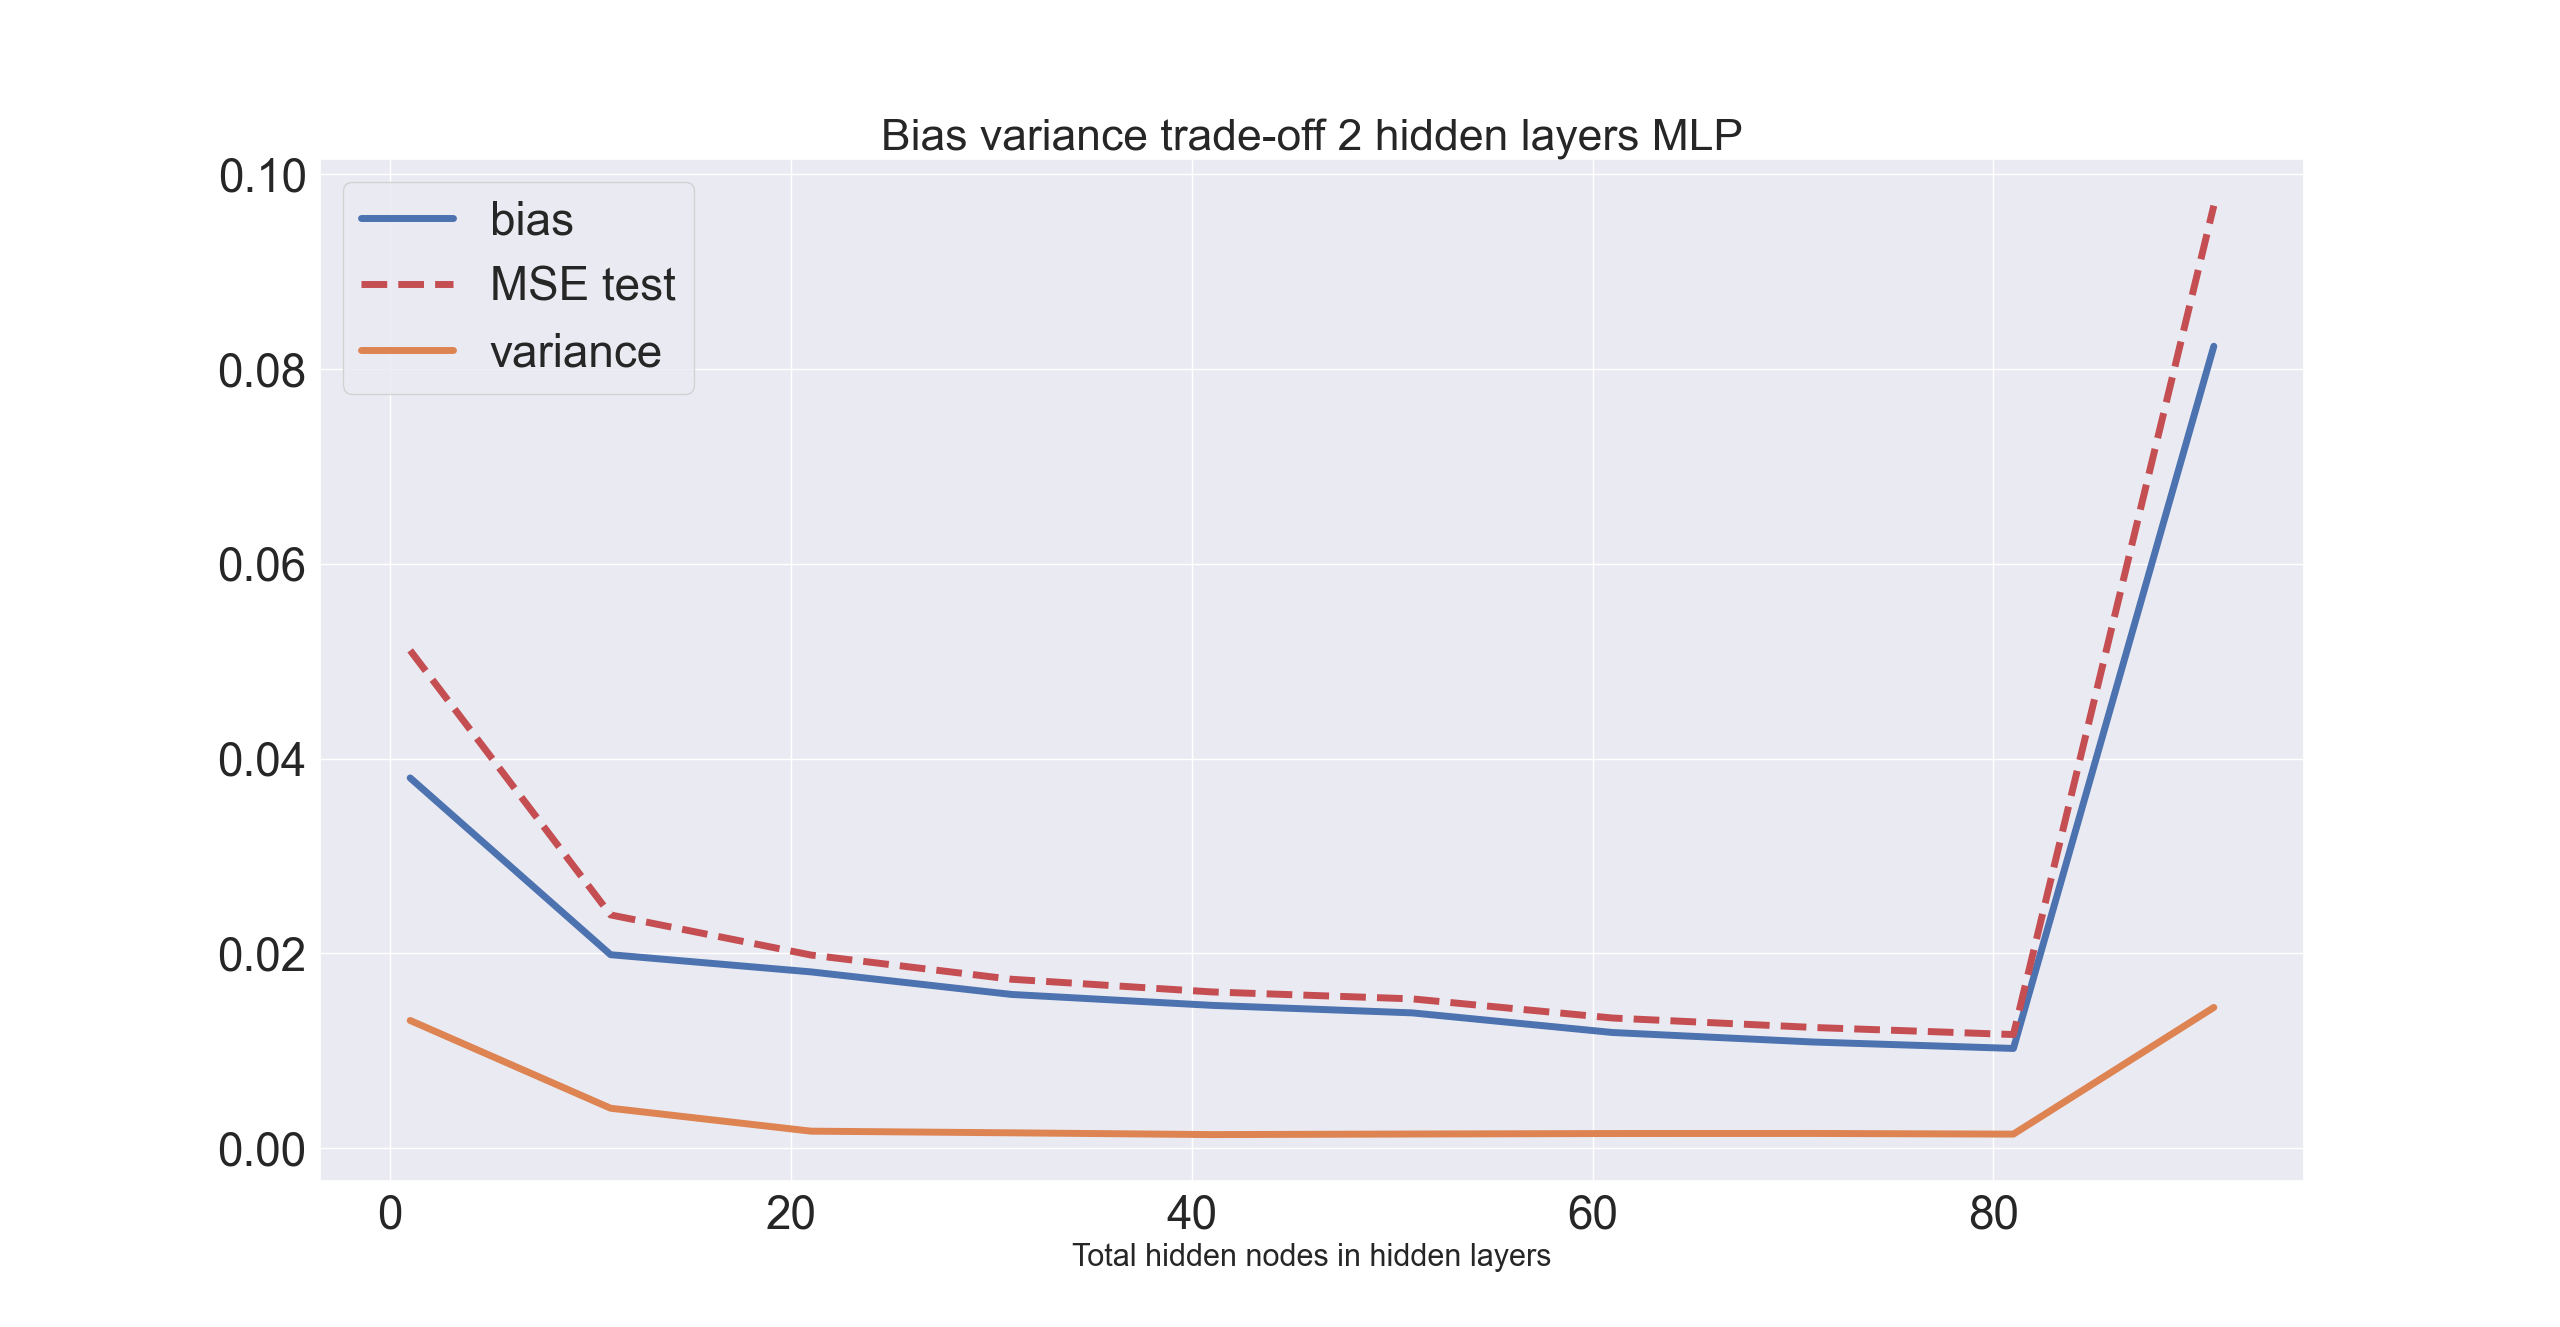 Bias variance trade-off 2 hidden layers MLP
0.10
0.08
0.06
0.04
0.02
0.00
bias
MSE test
variance
0 20 40 60 80
Total hidden nodes in hidden layers